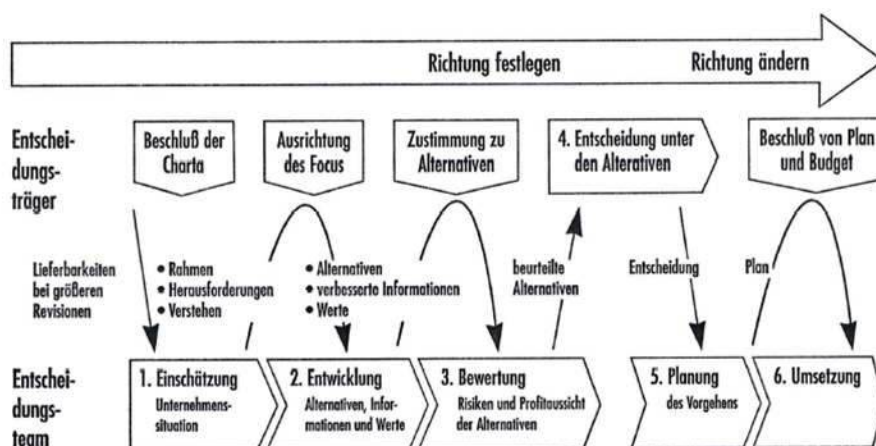 Richtung festlegen
Richtung ändern
Entschei-
dungs-
träger
Beschluß der
Charta
Ausrichtung
des Focus
Zustimmung zu
Alternativen
4. Entscheidung unter
den Alterativen
Beschluß von Plan
und Budget
Lieferbarkeiten
bei größeren
Revisionen
• Rahmen
• Herausforderungen
• Verstehen
• Alternativen
• verbesserte Informationen
• Werte
beurteilte
Alternativen
Entscheidung
Plan
Entschei-
dungs-
team
1. Einschätzung
Unternehmens-
situation
2. Entwicklung
Alternativen, Infor-
mationen und Werte
3. Bewertung
Risiken und Profitaussicht
der Alternativen
5. Planung
des Vorgehens
6. Umsetzung